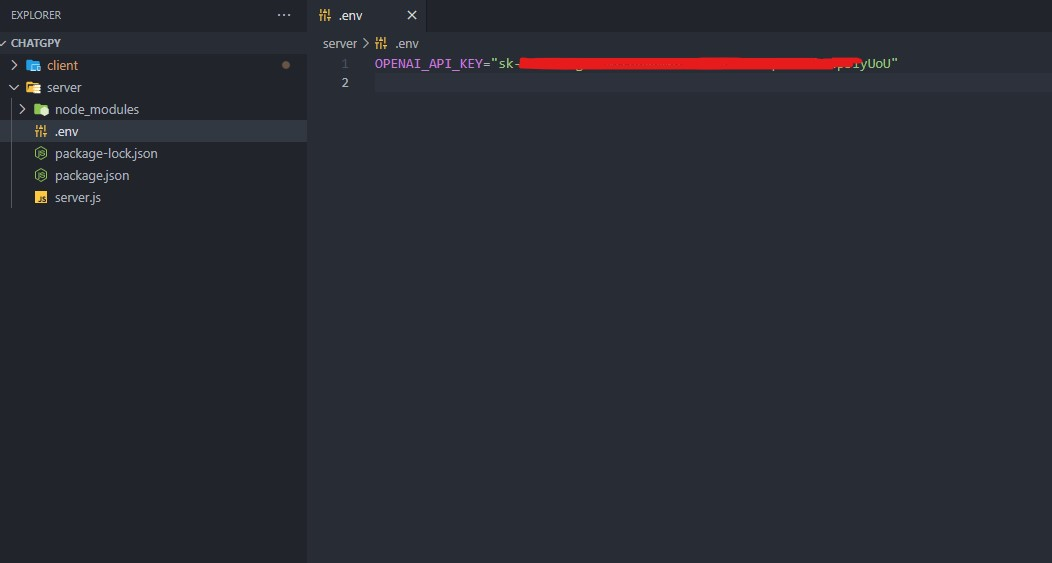 EXPLORER
CHATGPY
client
server
node_modules
.env
package-lock.json
package.json
server.js
.env
server > .env
1 OPENAI_API_KEY="sk-
2